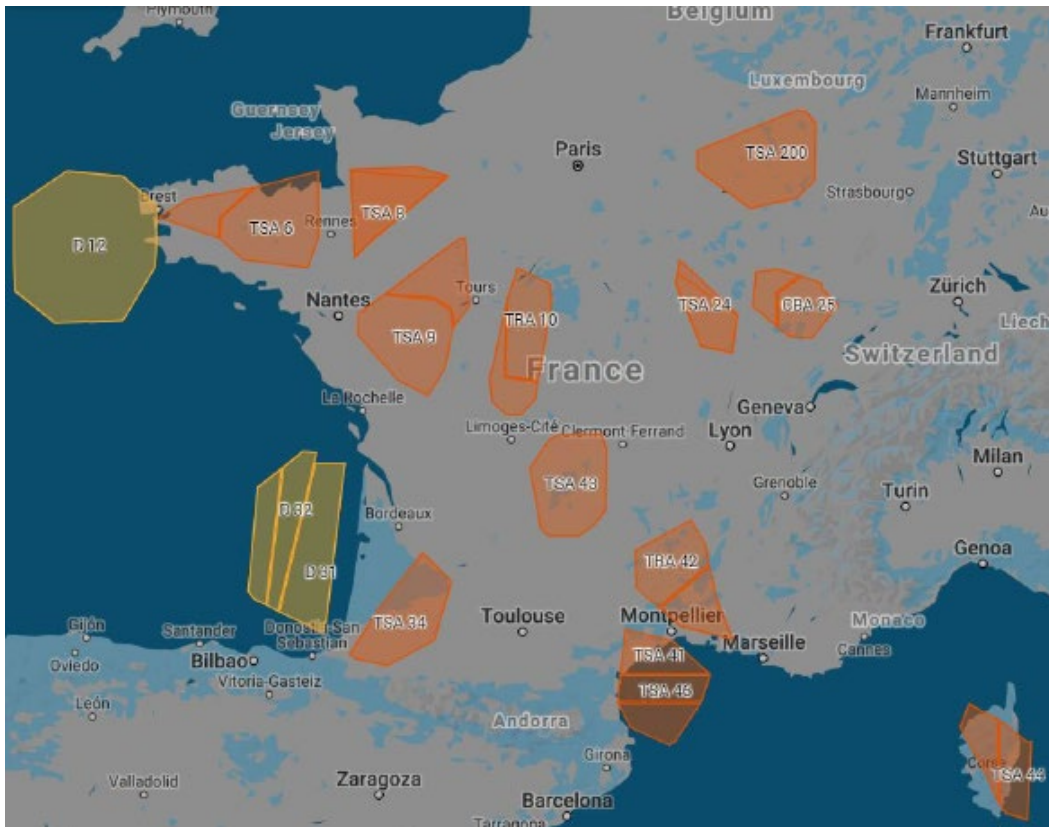 Plymouth
Belgium
Frankfurt
Luxembourg
Mannheim
Guernsey
Jersey
Paris
TSA 200
Stuttgart
Strasbourg
Brest
TSA 6
Rennes
TSA 8
D 12
Au
Nantes
Tours
TSA 9
TRA 10
TSA 24
CBA 25
Zürich
Liech
France
Switzerland
La Rochelle
Geneva
Limoges-Cité
Clermont-Ferrand
Lyon
Milan
TSA 43
Grenoble
Turin
D 32
Bordeaux
Genoa
D 31
TRA 42
TSA 34
Toulouse
Montpellier
Monaco
Gijón
Santander
Donostia-San
Sebastian
Marseille
Cannes
Oviedo
Bilbao
TSA 41
Vitoria-Gasteiz
TSA 45
León
Andorra
Girona
Corse
TSA 44
Valladolid
Zaragoza
Barcelona
Tarragona